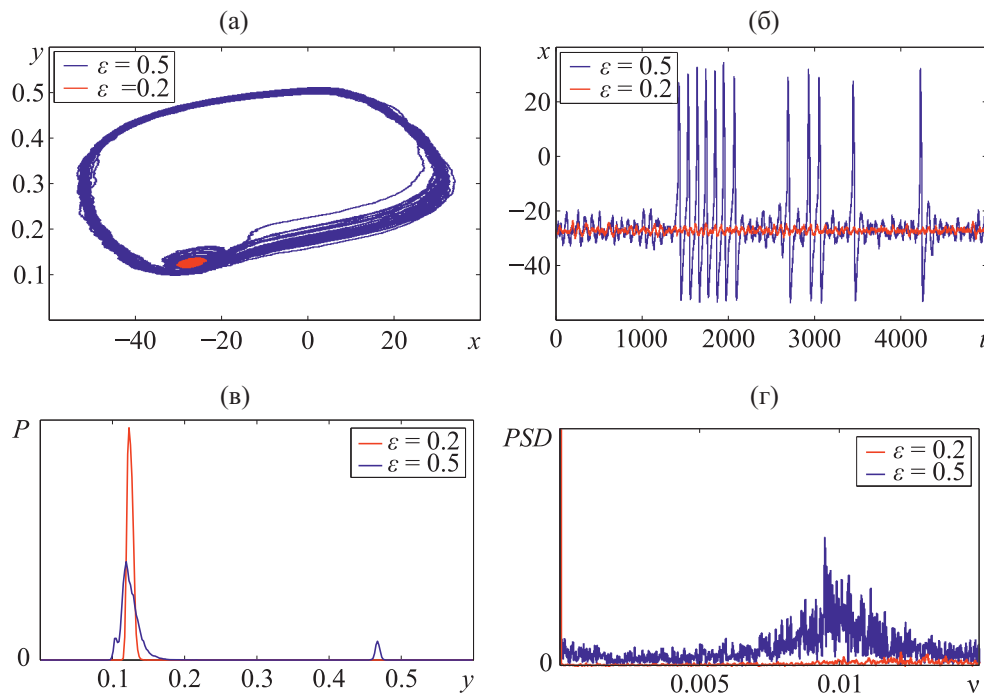 (а)
y
ε = 0.5
ε =0.2
0.5
0.4
0.3
0.2
0.1
−40 −20 0 20 x
(б)
x
ε = 0.5
ε = 0.2
20
0
−20
−40
0 1000 2000 3000 4000 t
(в)
P
ε = 0.2
ε = 0.5
0
0.1 0.2 0.3 0.4 0.5 y
(г)
PSD
ε = 0.2
ε = 0.5
0
0.005 0.01 ν